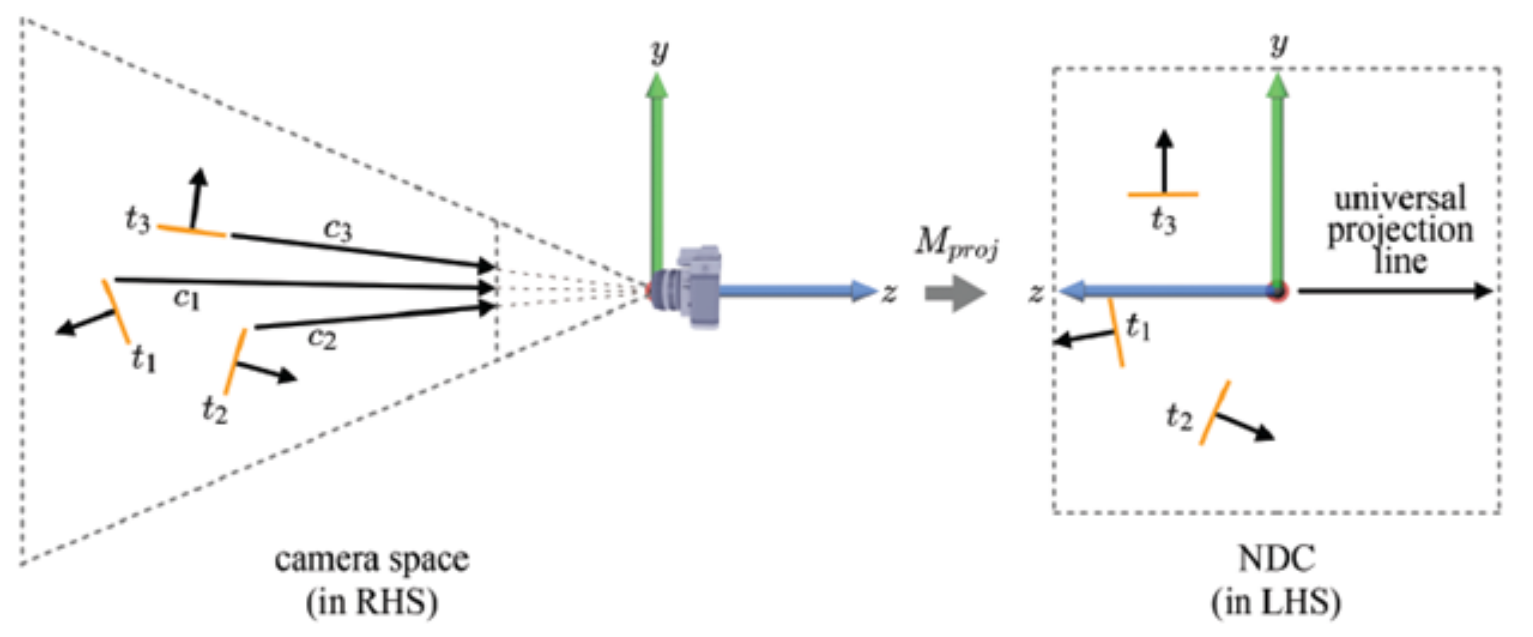 y
t3
c3
c1
t1
c2
t2
z
Mproj
y
t3
universal
projection
line
z
t1
t2
camera space
(in RHS)
NDC
(in LHS)